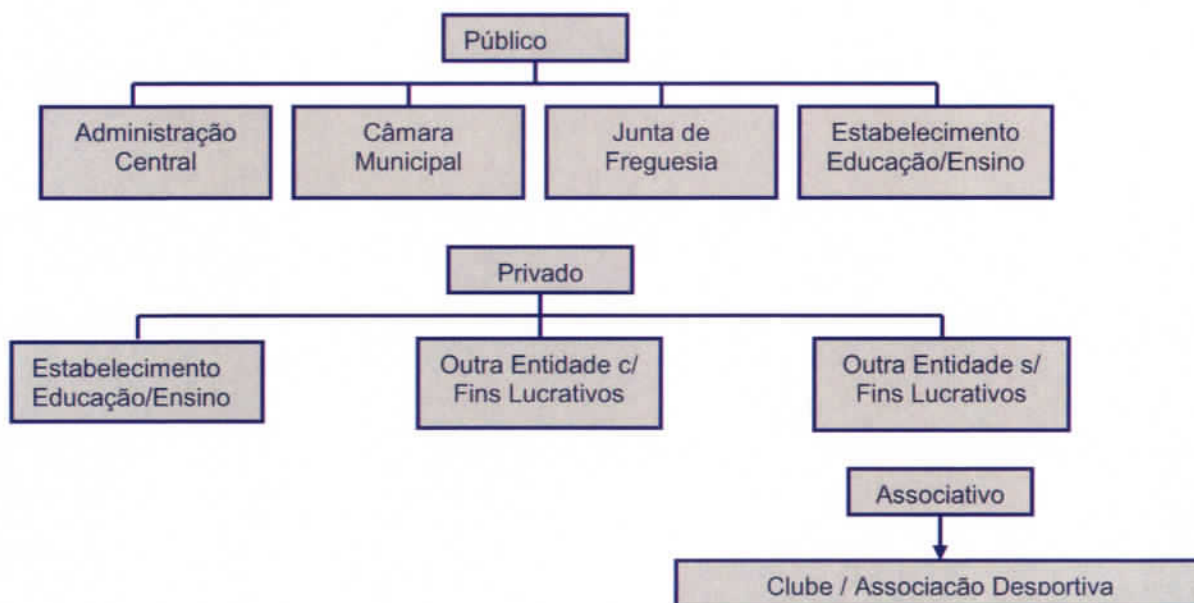 Público
Administração
Central
Câmara
Municipal
Junta de
Freguesia
Estabelecimento
Educação/Ensino
Privado
Estabelecimento
Educação/Ensino
Outra Entidade c/
Fins Lucrativos
Outra Entidade s/
Fins Lucrativos
Associativo
Clube / Associação Desportiva